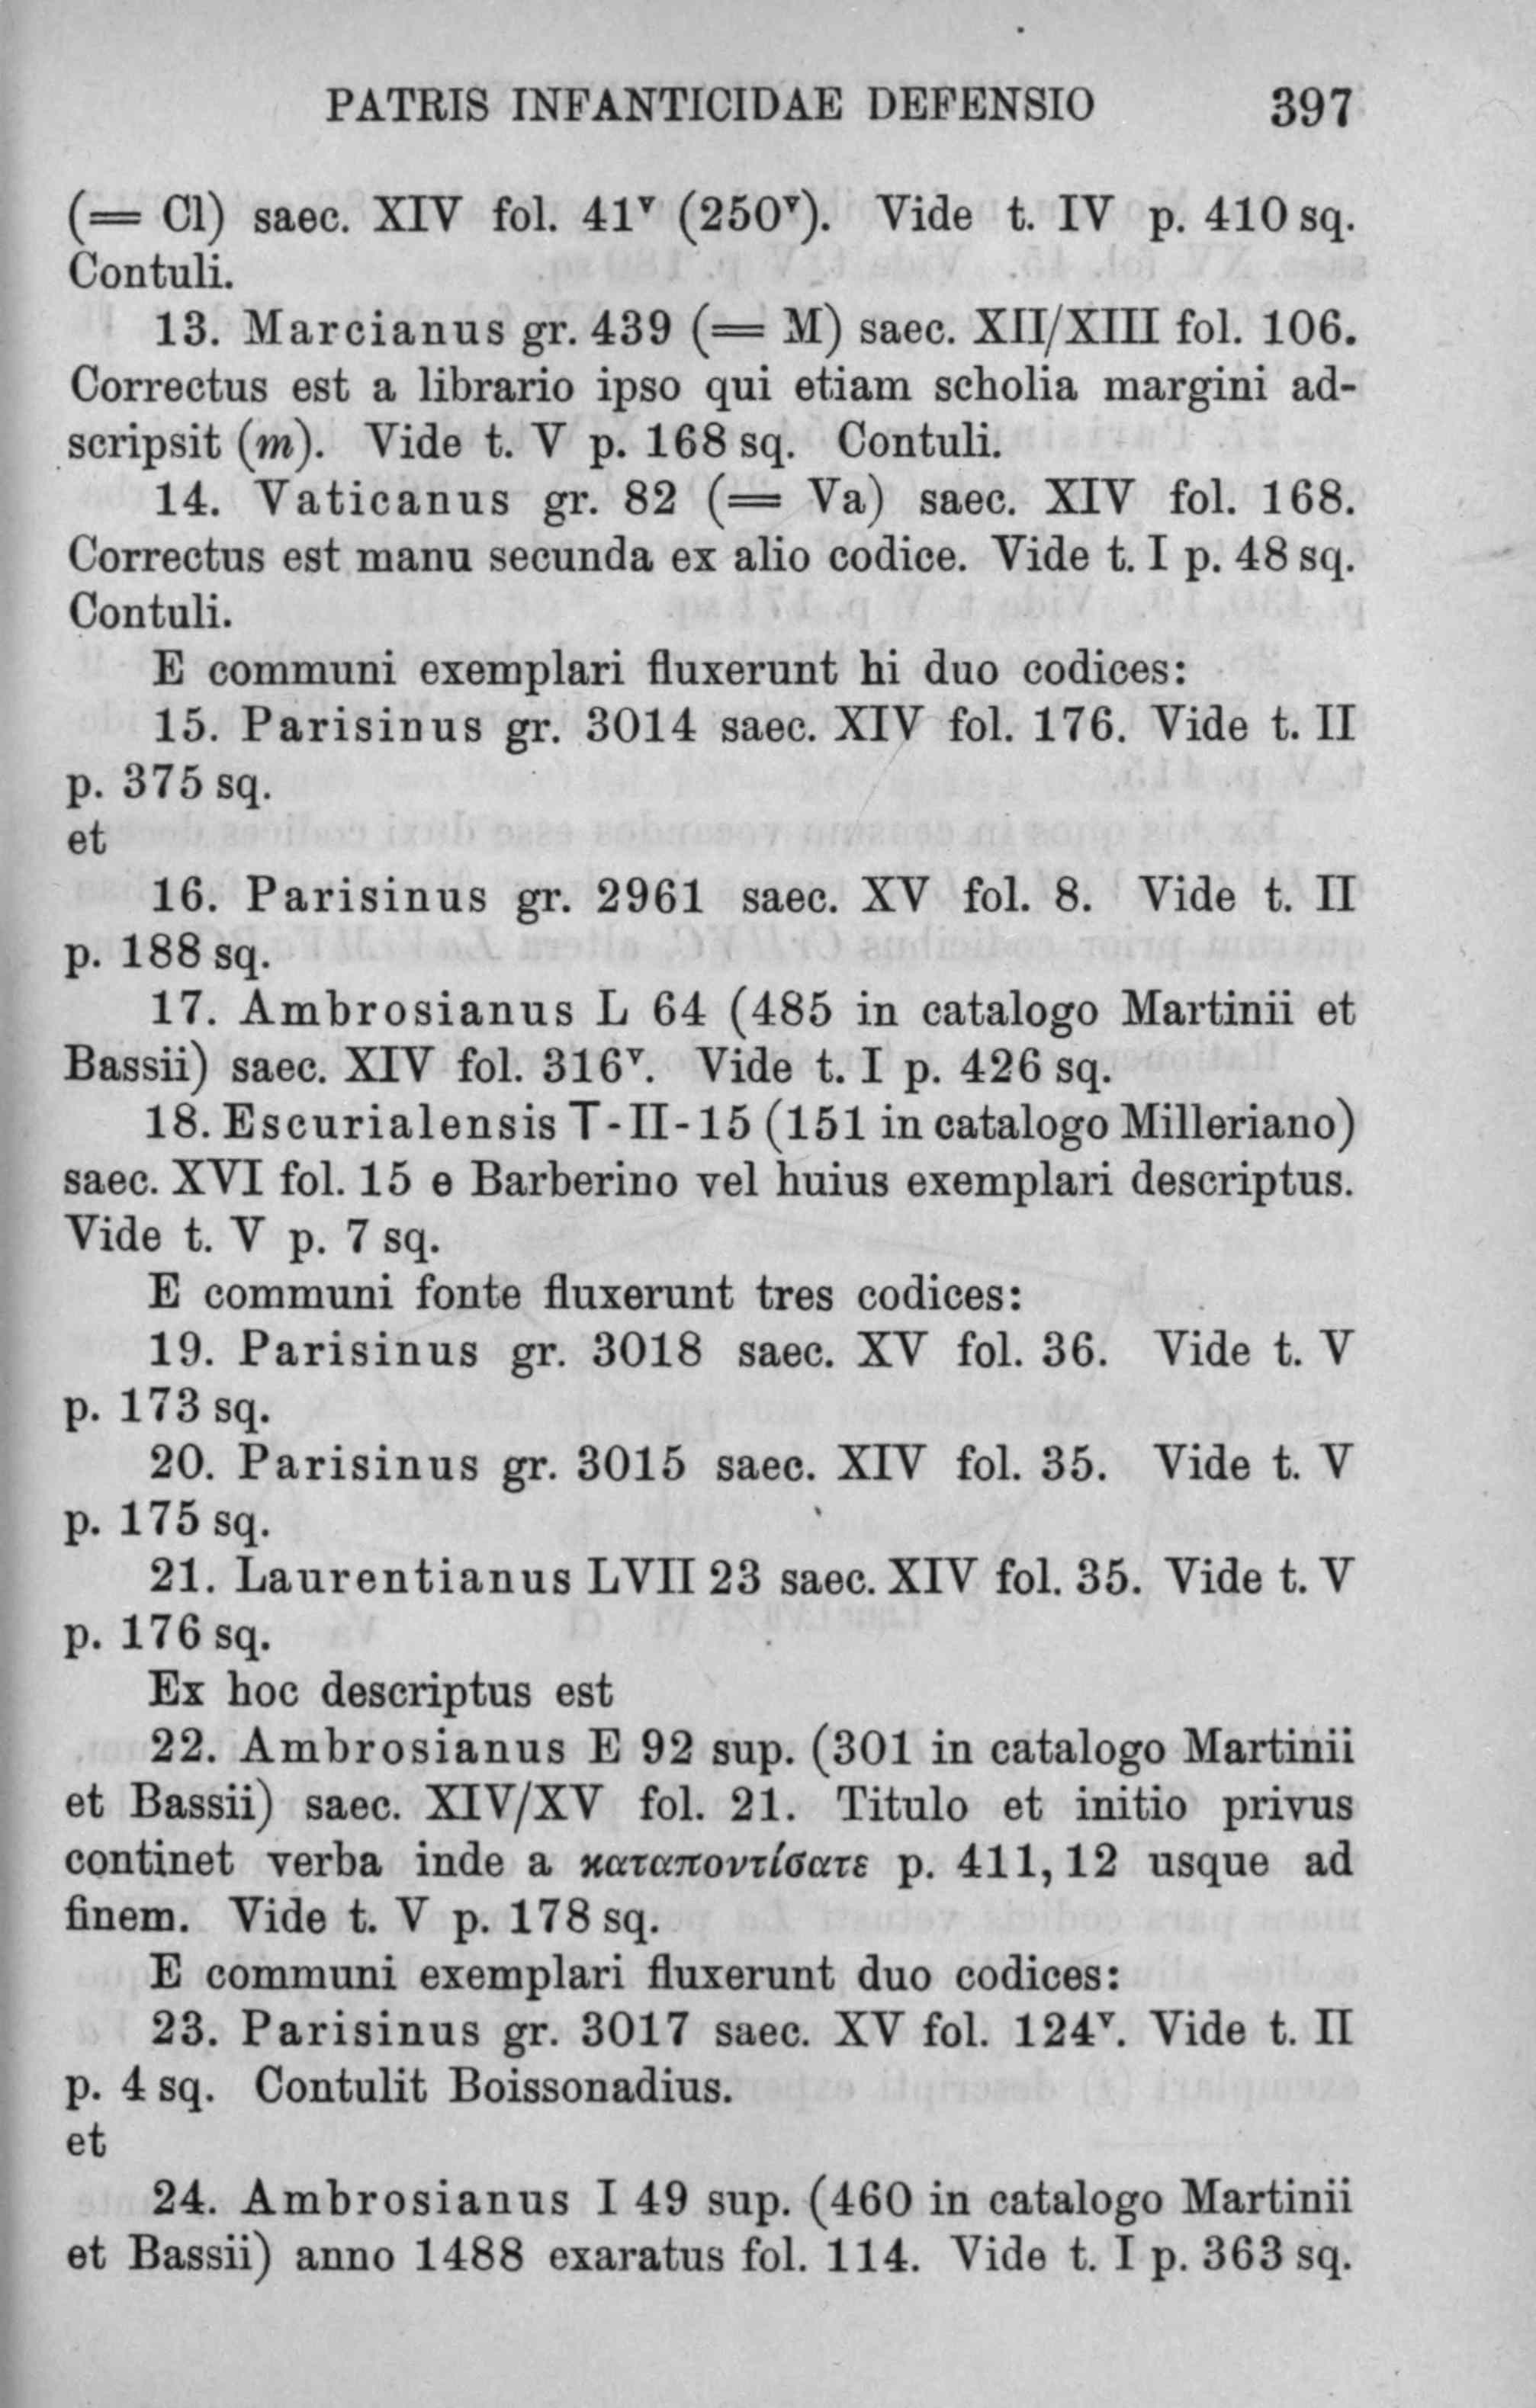 PATRIS INFANTICIDAE DEFENSIO 397
(= Cl) saec. XIV fol. 41ᵛ (250ᵛ). Vide t. IV p. 410 sq.
Contuli.
13. Marcianus gr. 439 (= M) saec. XII/XIII fol. 106.
Correctus est a librario ipso qui etiam scholia margini ad-
scripsit (m). Vide t. V p. 168 sq. Contuli.
14. Vaticanus gr. 82 (= Va) saec. XIV fol. 168.
Correctus est manu secunda ex alio codice. Vide t. I p. 48 sq.
Contuli.
E communi exemplari fluxerunt hi duo codices:
15. Parisinus gr. 3014 saec. XIV fol. 176. Vide t. II
p. 375 sq.
et
16. Parisinus gr. 2961 saec. XV fol. 8. Vide t. II
p. 188 sq.
17. Ambrosianus L 64 (485 in catalogo Martinii et
Bassii) saec. XIV fol. 316ᵛ. Vide t. I p. 426 sq.
18. Escurialensis T-II-15 (151 in catalogo Milleriano)
saec. XVI fol. 15 e Barberino vel huius exemplari descriptus.
Vide t. V p. 7 sq.
E communi fonte fluxerunt tres codices:
19. Parisinus gr. 3018 saec. XV fol. 36. Vide t. V
p. 173 sq.
20. Parisinus gr. 3015 saec. XIV fol. 35. Vide t. V
p. 175 sq.
21. Laurentianus LVII 23 saec. XIV fol. 35. Vide t. V
p. 176 sq.
Ex hoc descriptus est
22. Ambrosianus E 92 sup. (301 in catalogo Martinii
et Bassii) saec. XIV/XV fol. 21. Titulo et initio privus
continet verba inde a καταποντίσατε p. 411, 12 usque ad
finem. Vide t. V p. 178 sq.
E communi exemplari fluxerunt duo codices:
23. Parisinus gr. 3017 saec. XV fol. 124ᵛ. Vide t. II
p. 4 sq. Contulit Boissonadius.
et
24. Ambrosianus I 49 sup. (460 in catalogo Martinii
et Bassii) anno 1488 exaratus fol. 114. Vide t. I p. 363 sq.